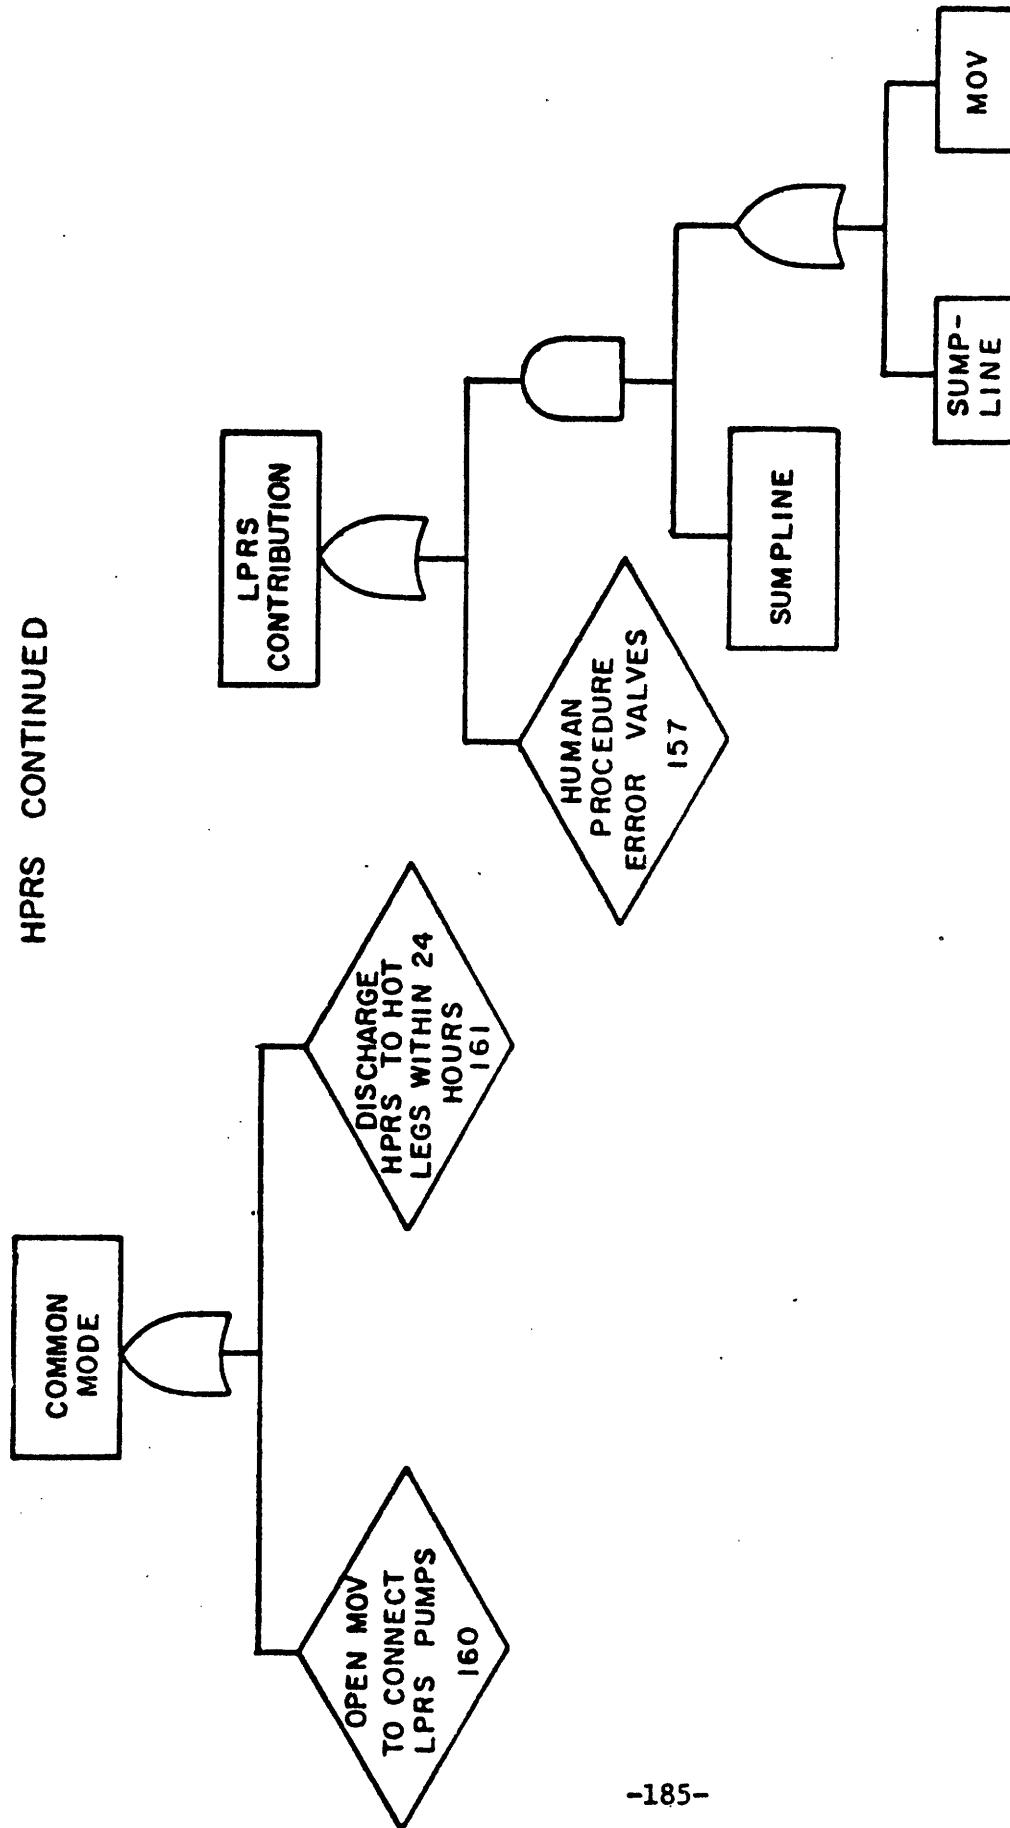 HPRS CONTINUED
COMMON
MODE
OPEN MOV
TO CONNECT
LPRS PUMPS
160
DISCHARGE
HPRS TO HOT
LEGS WITHIN 24
HOURS
161
LPRS
CONTRIBUTION
HUMAN
PROCEDURE
ERROR VALVES
157
SUMPLINE
SUMP-
LINE
MOV
-185-